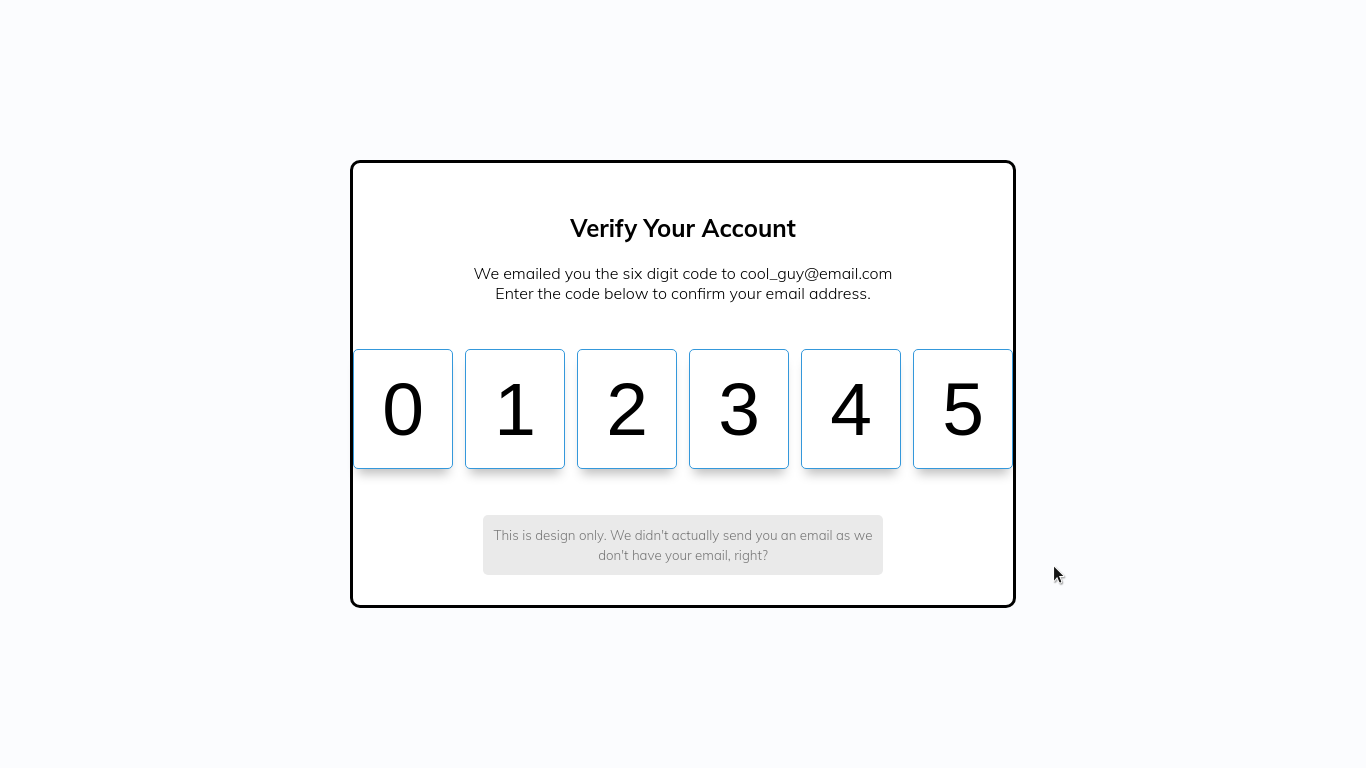 Verify Your Account
We emailed you the six digit code to cool_guy@email.com
Enter the code below to confirm your email address.
0 1 2 3 4 5
This is design only. We didn't actually send you an email as we
don't have your email, right?